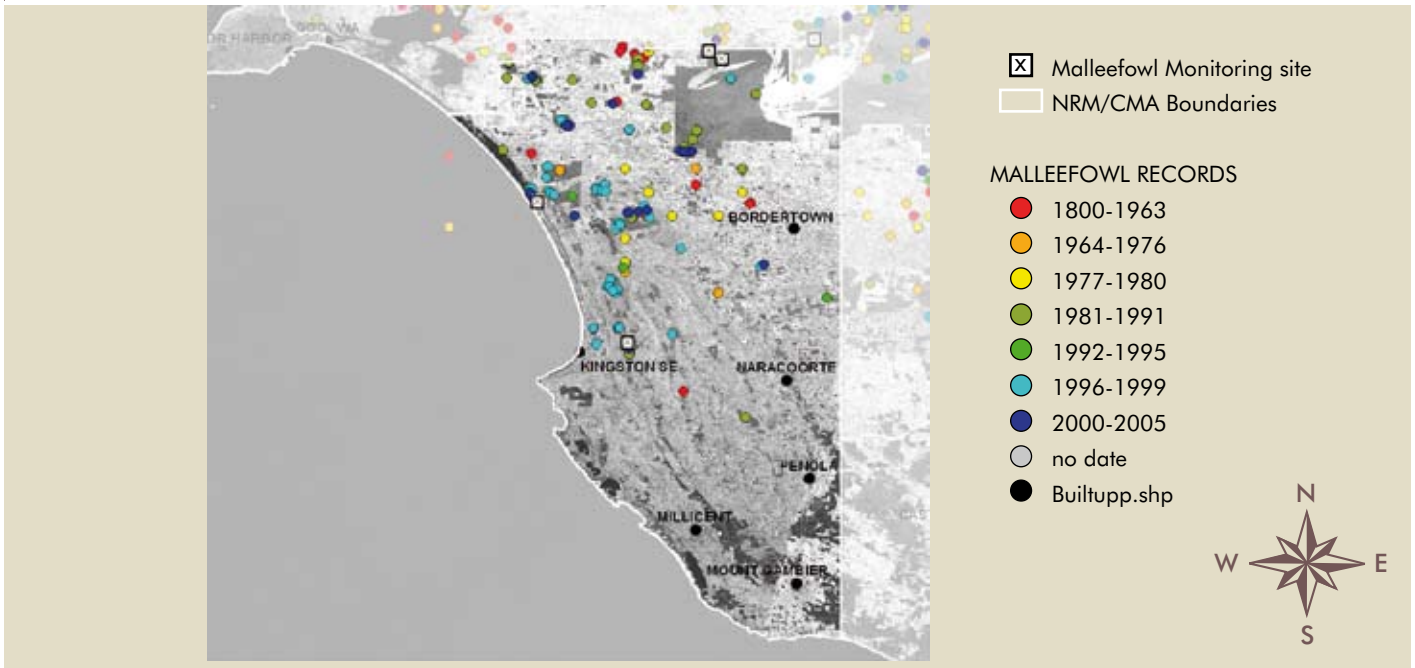 GOOLWA
BORDERTOWN
KINGSTON SE
NARACOORTE
PENOLA
MILLICENT
MOUNT GAMBIER
X Malleefowl Monitoring site
NRM/CMA Boundaries
MALLEEFOWL RECORDS
1800-1963
1964-1976
1977-1980
1981-1991
1992-1995
1996-1999
2000-2005
no date
Builtupp.shp
N
W E
S